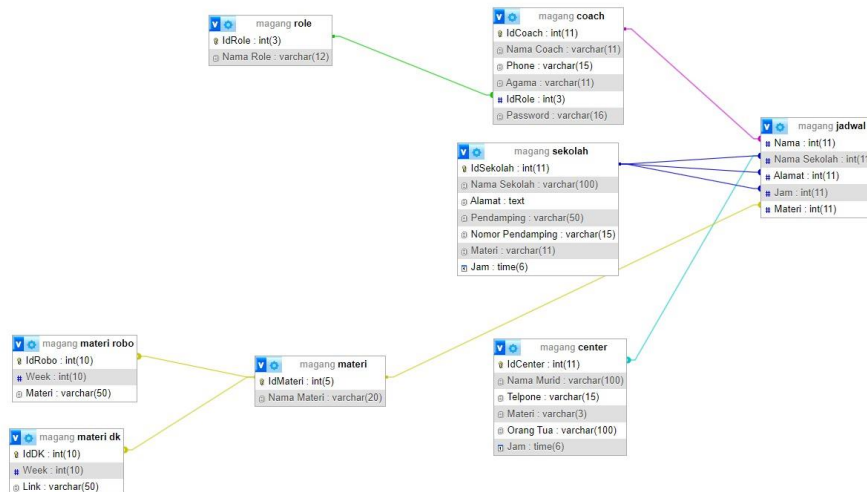 magang role
IdRole : int(3)
Nama Role : varchar(12)
magang coach
IdCoach : int(11)
Nama Coach : varchar(11)
Phone : varchar(15)
Agama : varchar(11)
IdRole : int(3)
Password : varchar(16)
magang jadwal
Nama : int(11)
Nama Sekolah : int(11
Alamat : int(11)
Jam : int(11)
Materi : int(11)
magang sekolah
IdSekolah : int(11)
Nama Sekolah : varchar(100)
Alamat : text
Pendamping : varchar(50)
Nomor Pendamping : varchar(15)
Materi : varchar(11)
Jam : time(6)
magang materi robo
IdRobo : int(10)
Week : int(10)
Materi : varchar(50)
magang materi
IdMateri : int(5)
Nama Materi : varchar(20)
magang center
IdCenter : int(11)
Nama Murid : varchar(100)
Telpone : varchar(15)
Materi : varchar(3)
Orang Tua : varchar(100)
Jam : time(6)
magang materi dk
IdDK : int(10)
Week : int(10)
Link : varchar(50)